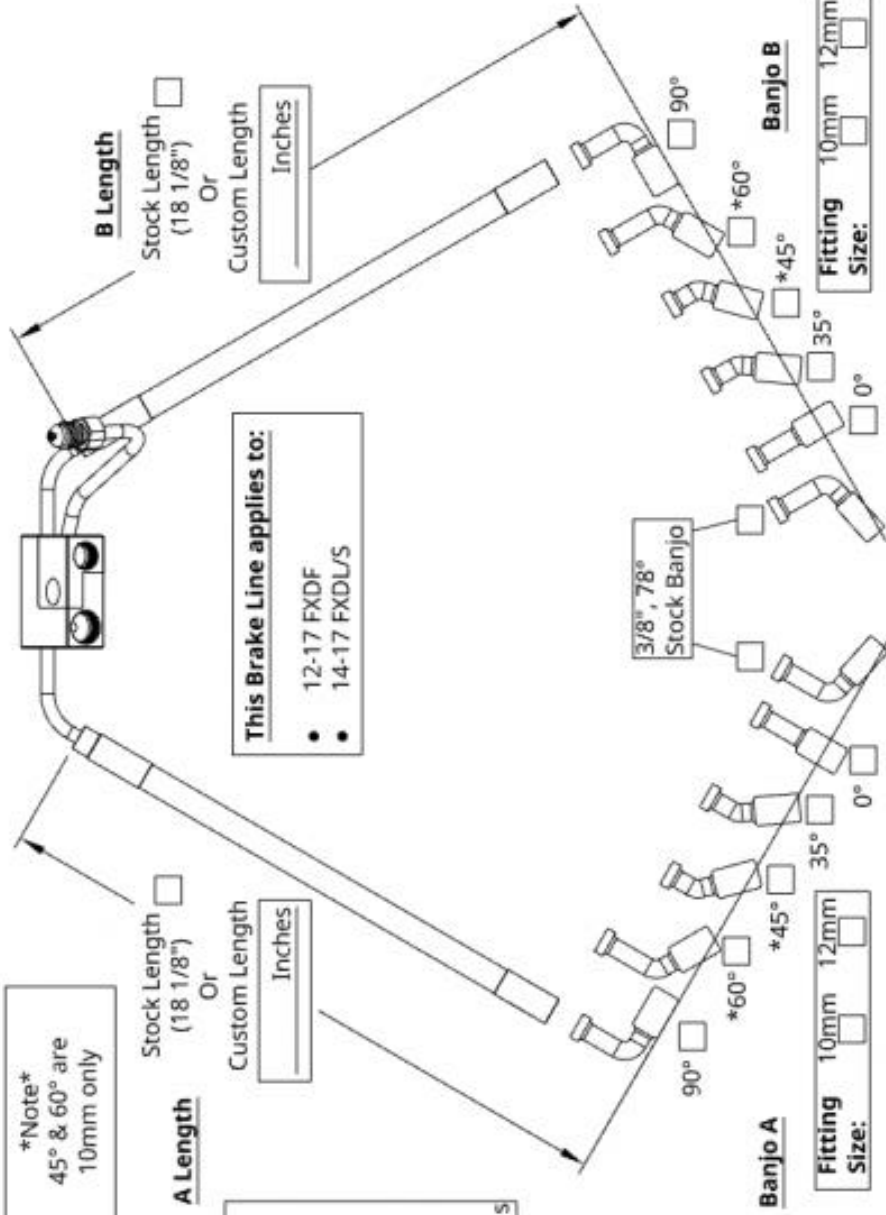 *Note*
45° & 60° are
10mm only
A Length
Stock Length
(18 1/8")
Or
Custom Length
Inches
B Length
Stock Length
(18 1/8")
Or
Custom Length
Inches
This Brake Line applies to:
• 12-17 FXDF
• 14-17 FXDL/S
3/8", 78°
Stock Banjo
90°
*60°
*45°
35°
0°
0°
35°
*45°
*60°
90°
Banjo A
Fitting Size: 10mm 12mm
Banjo B
Fitting Size: 10mm 12mm
s